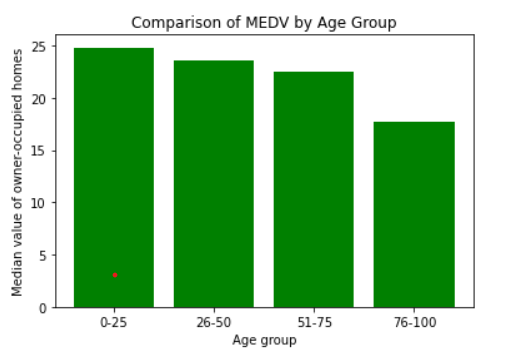 Comparison of MEDV by Age Group
Median value of owner-occupied homes
25
20
15
10
5
0
0-25 26-50 51-75 76-100
Age group